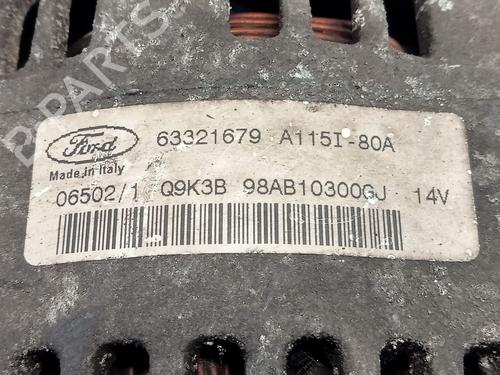 Ford 63321679 A115I-80A
Made in Italy
06502/1 Q9K3B 98AB10300GJ 14V